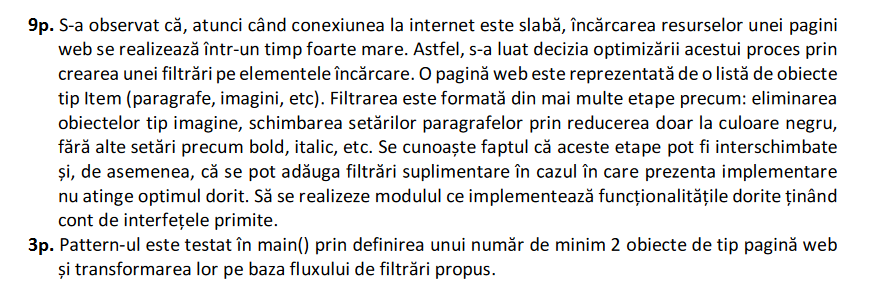 9p. S-a observat că, atunci când conexiunea la internet este slabă, încărcarea resurselor unei pagini
web se realizează într-un timp foarte mare. Astfel, s-a luat decizia optimizării acestui proces prin
crearea unei filtrări pe elementele încărcare. O pagină web este reprezentată de o listă de obiecte
tip Item (paragrafe, imagini, etc). Filtrarea este formată din mai multe etape precum: eliminarea
obiectelor tip imagine, schimbarea setărilor paragrafelor prin reducerea doar la culoare negru,
fără alte setări precum bold, italic, etc. Se cunoaște faptul că aceste etape pot fi interschimbate
și, de asemenea, că se pot adăuga filtrări suplimentare în cazul în care prezenta implementare
nu atinge optimul dorit. Să se realizeze modulul ce implementează funcționalitățile dorite ținând
cont de interfețele primite.
3p. Pattern-ul este testat în main() prin definirea unui număr de minim 2 obiecte de tip pagină web
și transformarea lor pe baza fluxului de filtrări propus.